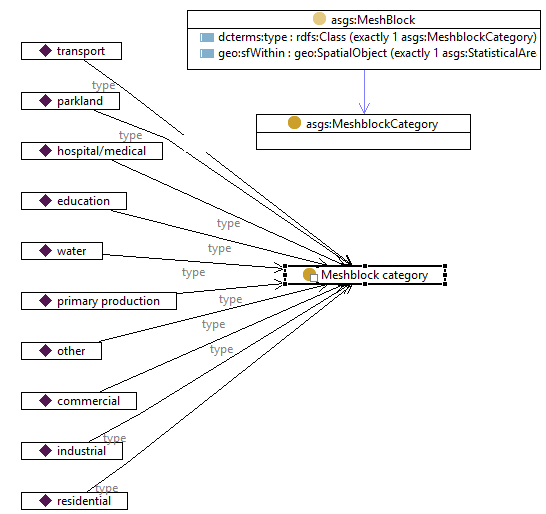 asgs:MeshBlock
dcterms:type : rdfs:Class (exactly 1 asgs:MeshblockCategory)
geo:sfWithin : geo:SpatialObject (exactly 1 asgs:StatisticalAre
transport
type
parkland
asgs:MeshblockCategory
type
hospital/medical
education
type
water
type
type
Meshblock category
primary production
type
type
other
type
commercial
type
industrial
type
residential